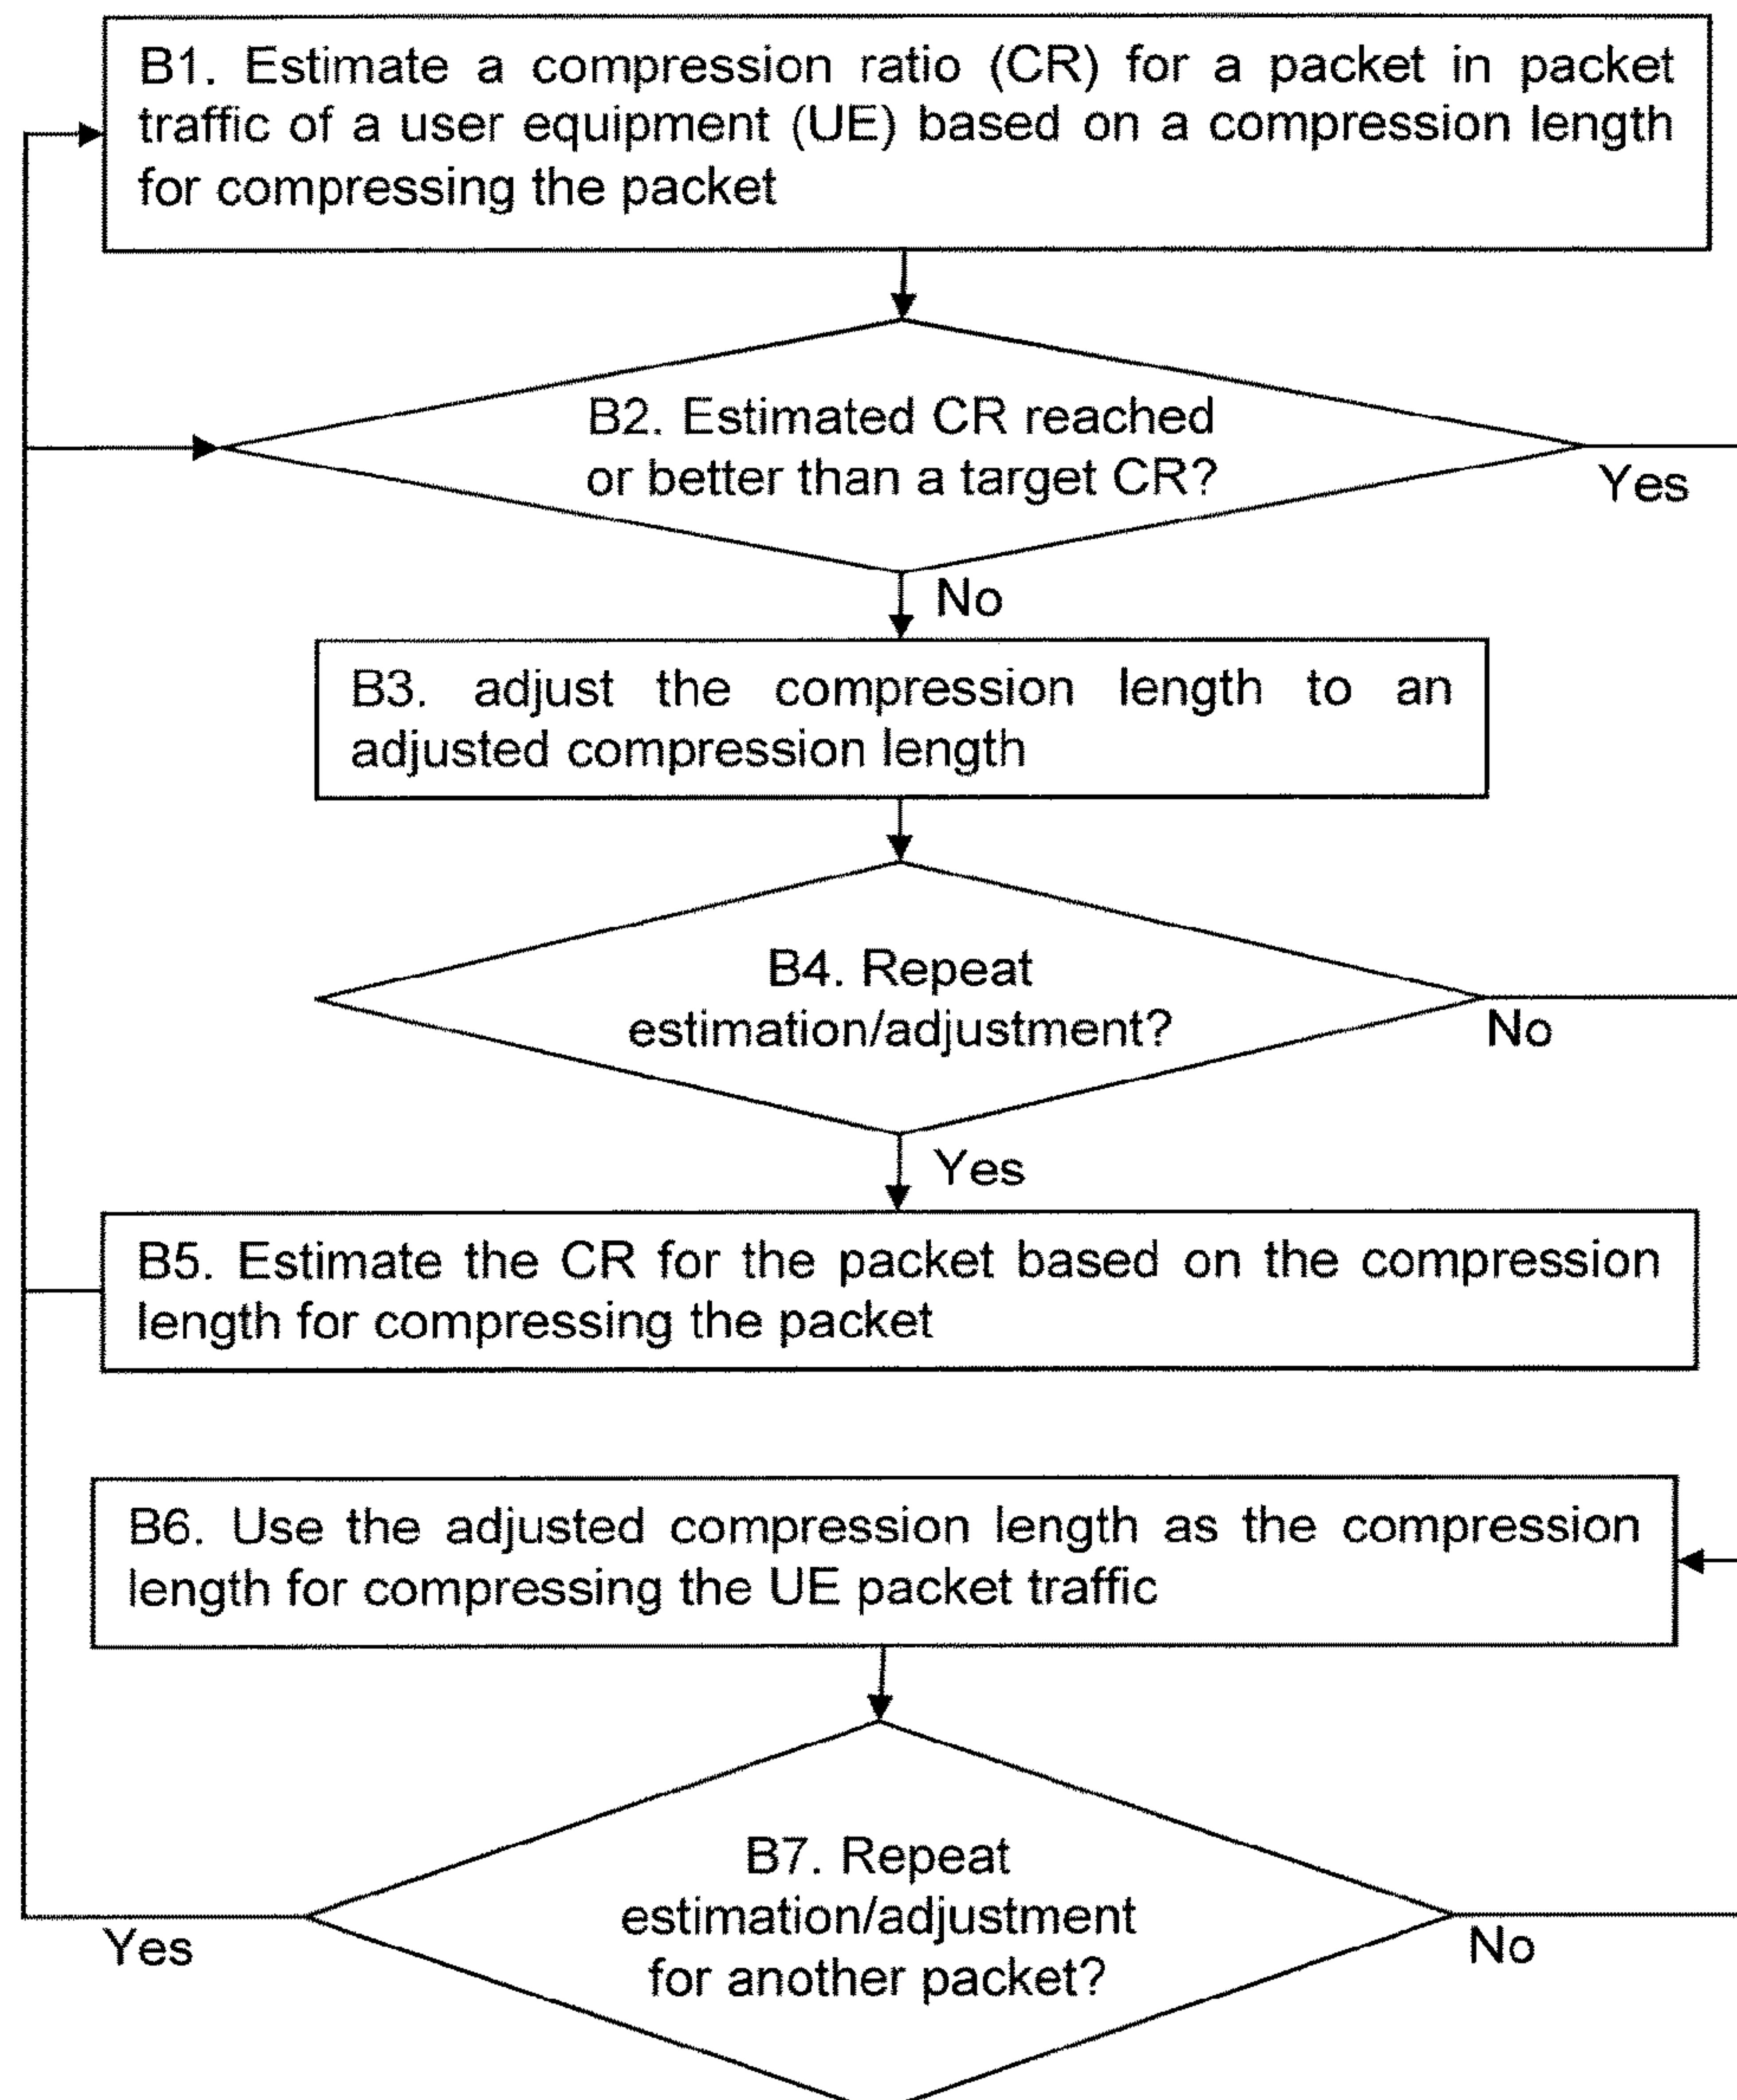 B1. Estimate a compression ratio (CR) for a packet in packet
traffic of a user equipment (UE) based on a compression length
for compressing the packet
B2. Estimated CR reached
or better than a target CR?
Yes
No
B3. adjust the compression length to an
adjusted compression length
B4. Repeat
estimation/adjustment?
No
Yes
B5. Estimate the CR for the packet based on the compression
length for compressing the packet
B6. Use the adjusted compression length as the compression
length for compressing the UE packet traffic
B7. Repeat
estimation/adjustment
for another packet?
Yes
No